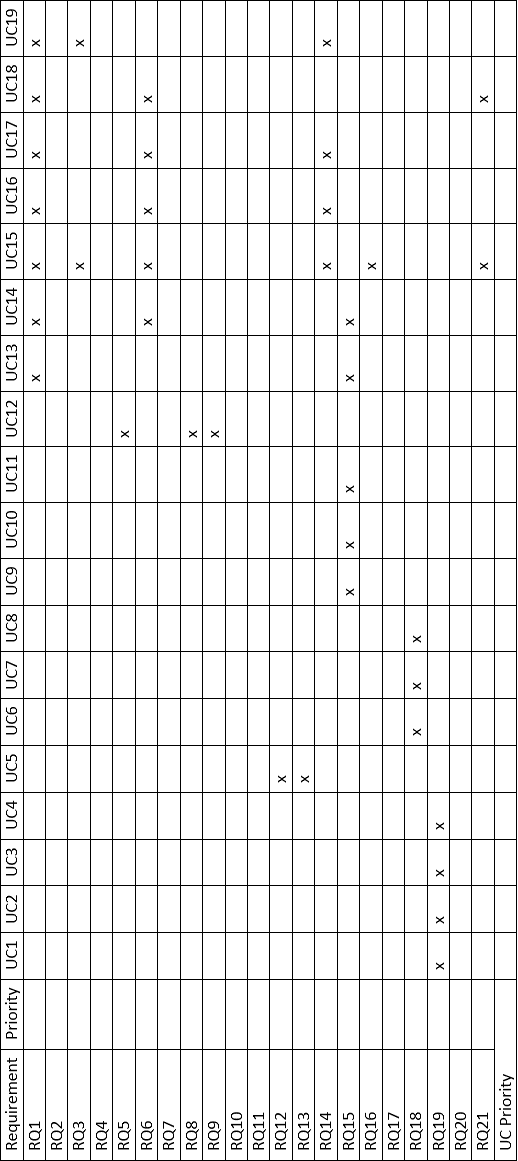 Requirement Priority UC1 UC2 UC3 UC4 UC5 UC6 UC7 UC8 UC9 UC10 UC11 UC12 UC13 UC14 UC15 UC16 UC17 UC18 UC19
RQ1 x x x x x x x
RQ2
RQ3 x x
RQ4
RQ5 x
RQ6 x x x x x
RQ7
RQ8 x
RQ9 x
RQ10
RQ11
RQ12 x
RQ13 x
RQ14 x x x x
RQ15 x x x x x
RQ16 x
RQ17
RQ18 x x x
RQ19 x x x x
RQ20
RQ21 x x
UC Priority